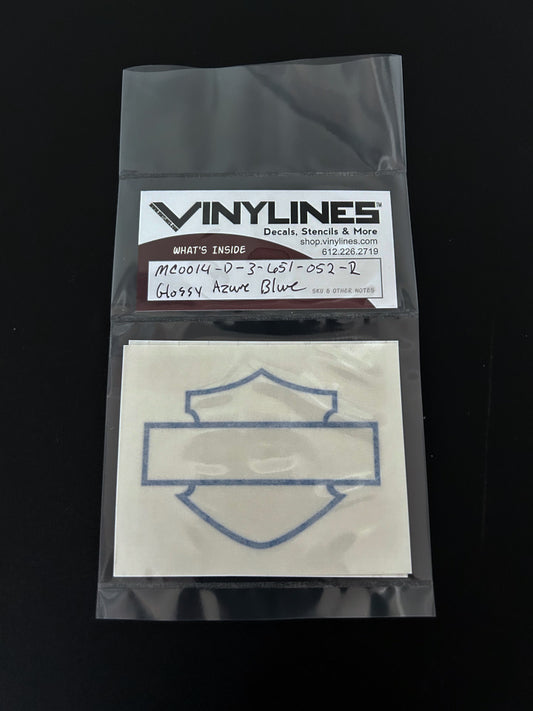 VINYLINES™
Decals, Stencils & More
shop.vinylines.com
WHAT'S INSIDE
612.226.2719
MC0014-D-3-651-052-R
Glossy Azure Blue
SKU & OTHER NOTES